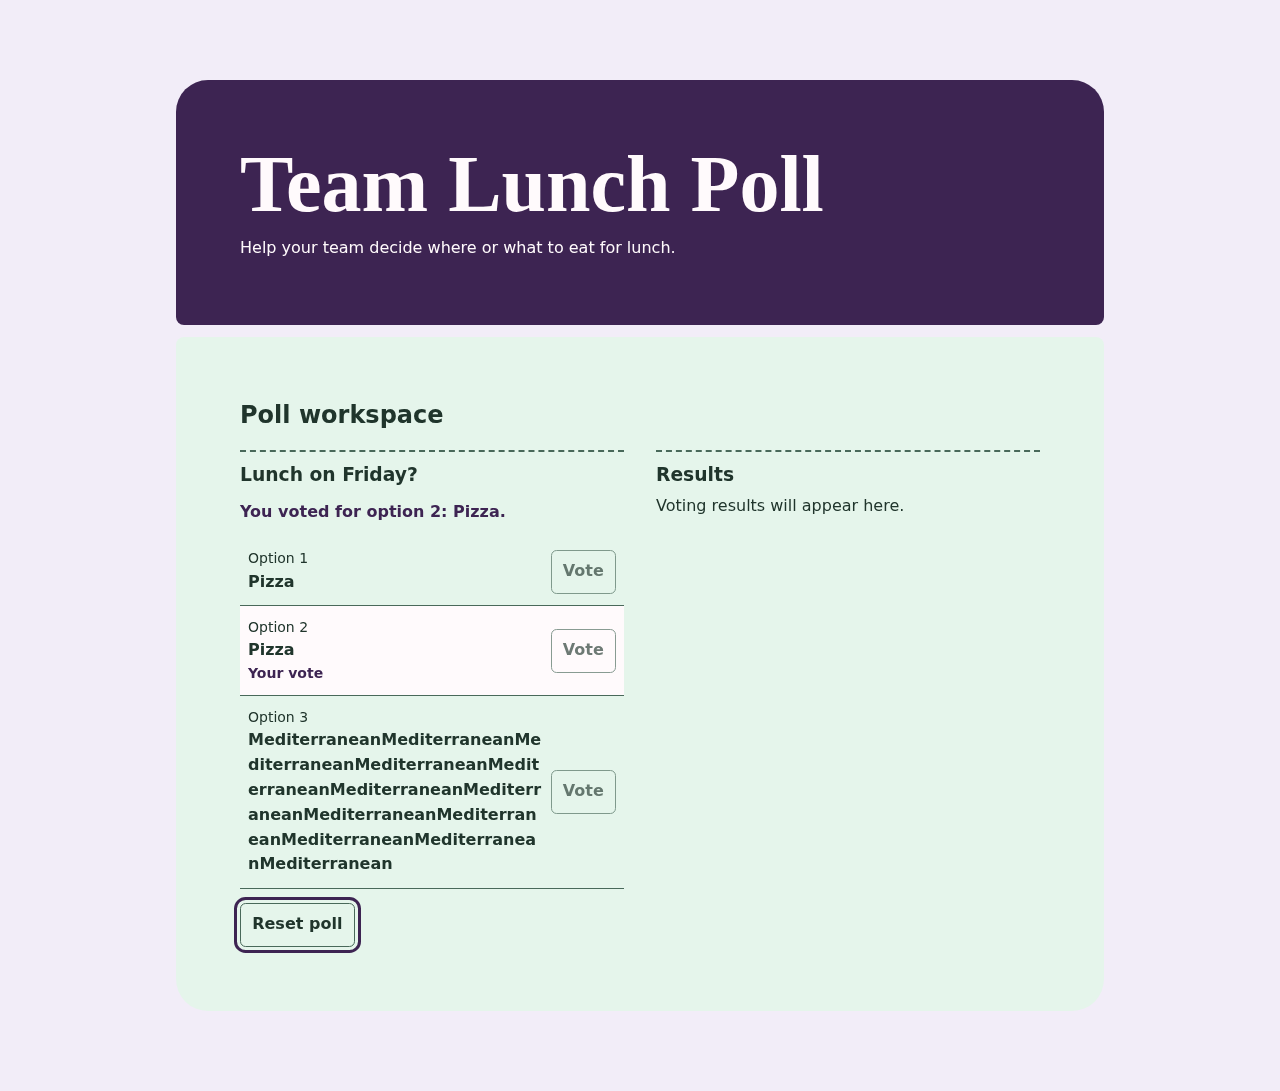 Team Lunch Poll
Help your team decide where or what to eat for lunch.
Poll workspace
Lunch on Friday?
You voted for option 2: Pizza.
Option 1
Pizza
Vote
Option 2
Pizza
Your vote
Vote
Option 3
MediterraneanMediterraneanMe
diterraneanMediterraneanMedit
erraneanMediterraneanMediterr
aneanMediterraneanMediterran
eanMediterraneanMediterranea
nMediterranean
Vote
Reset poll
Results
Voting results will appear here.